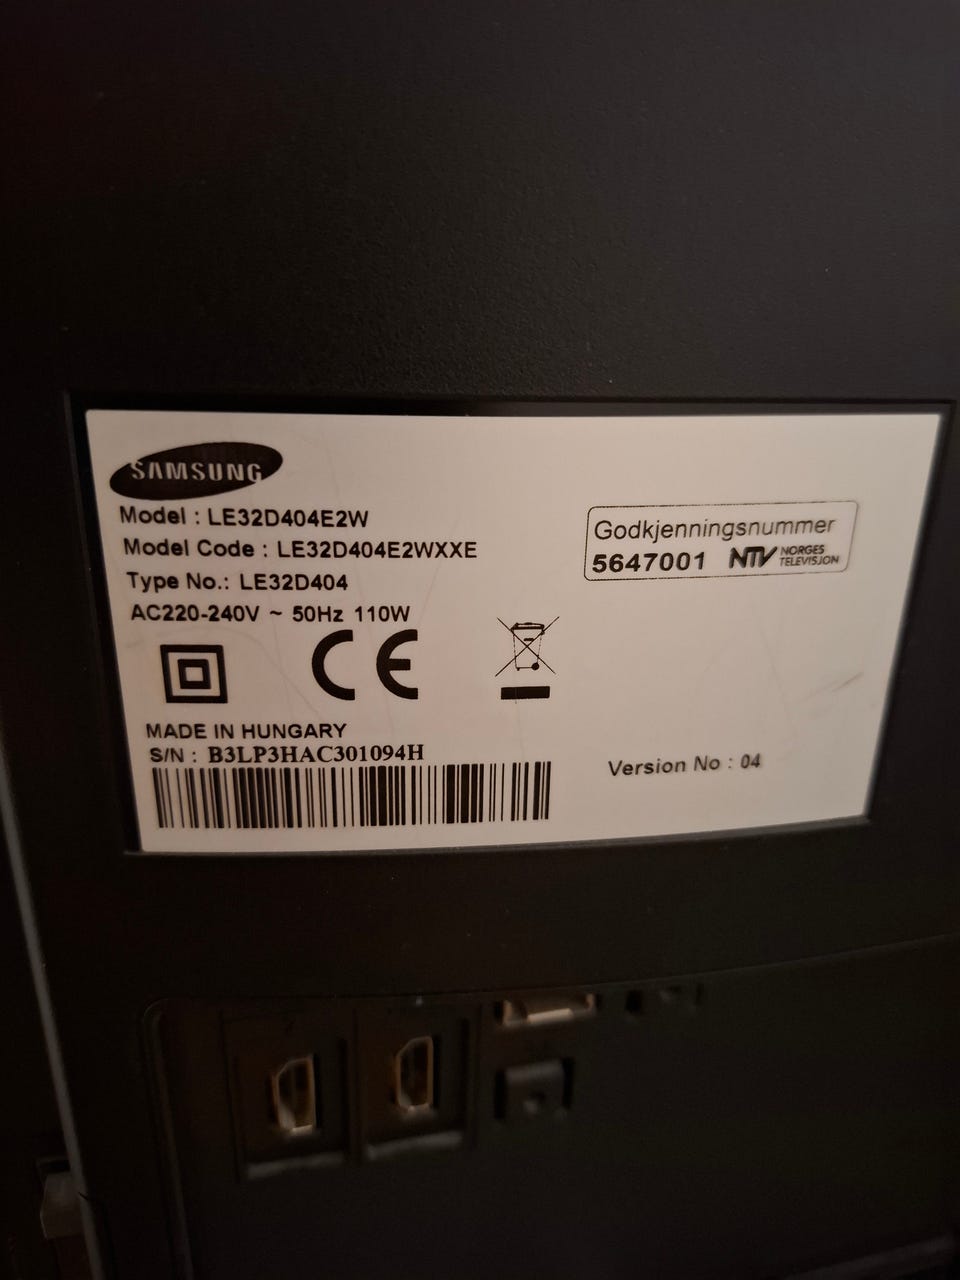 SAMSUNG
Model : LE32D404E2W
Model Code : LE32D404E2WXXE
Type No.: LE32D404
AC220-240V ~ 50Hz 110W
CE
MADE IN HUNGARY
S/N : B3LP3HAC301094H
Godkjenningsnummer
5647001 NTV NORGES
TELEVISJON
Version No : 04